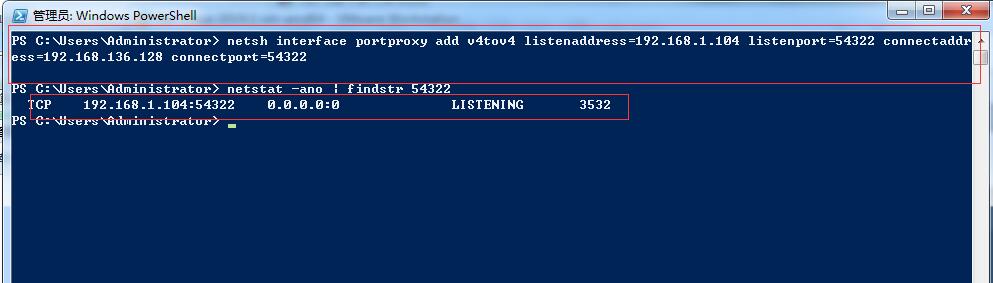 管理员: Windows PowerShell
PS C:\Users\Administrator> netsh interface portproxy add v4tov4 listenaddress=192.168.1.104 listenport=54322 connectaddr
ess=192.168.136.128 connectport=54322
PS C:\Users\Administrator> netstat -ano | findstr 54322
TCP 192.168.1.104:54322 0.0.0.0:0 LISTENING 3532
PS C:\Users\Administrator>